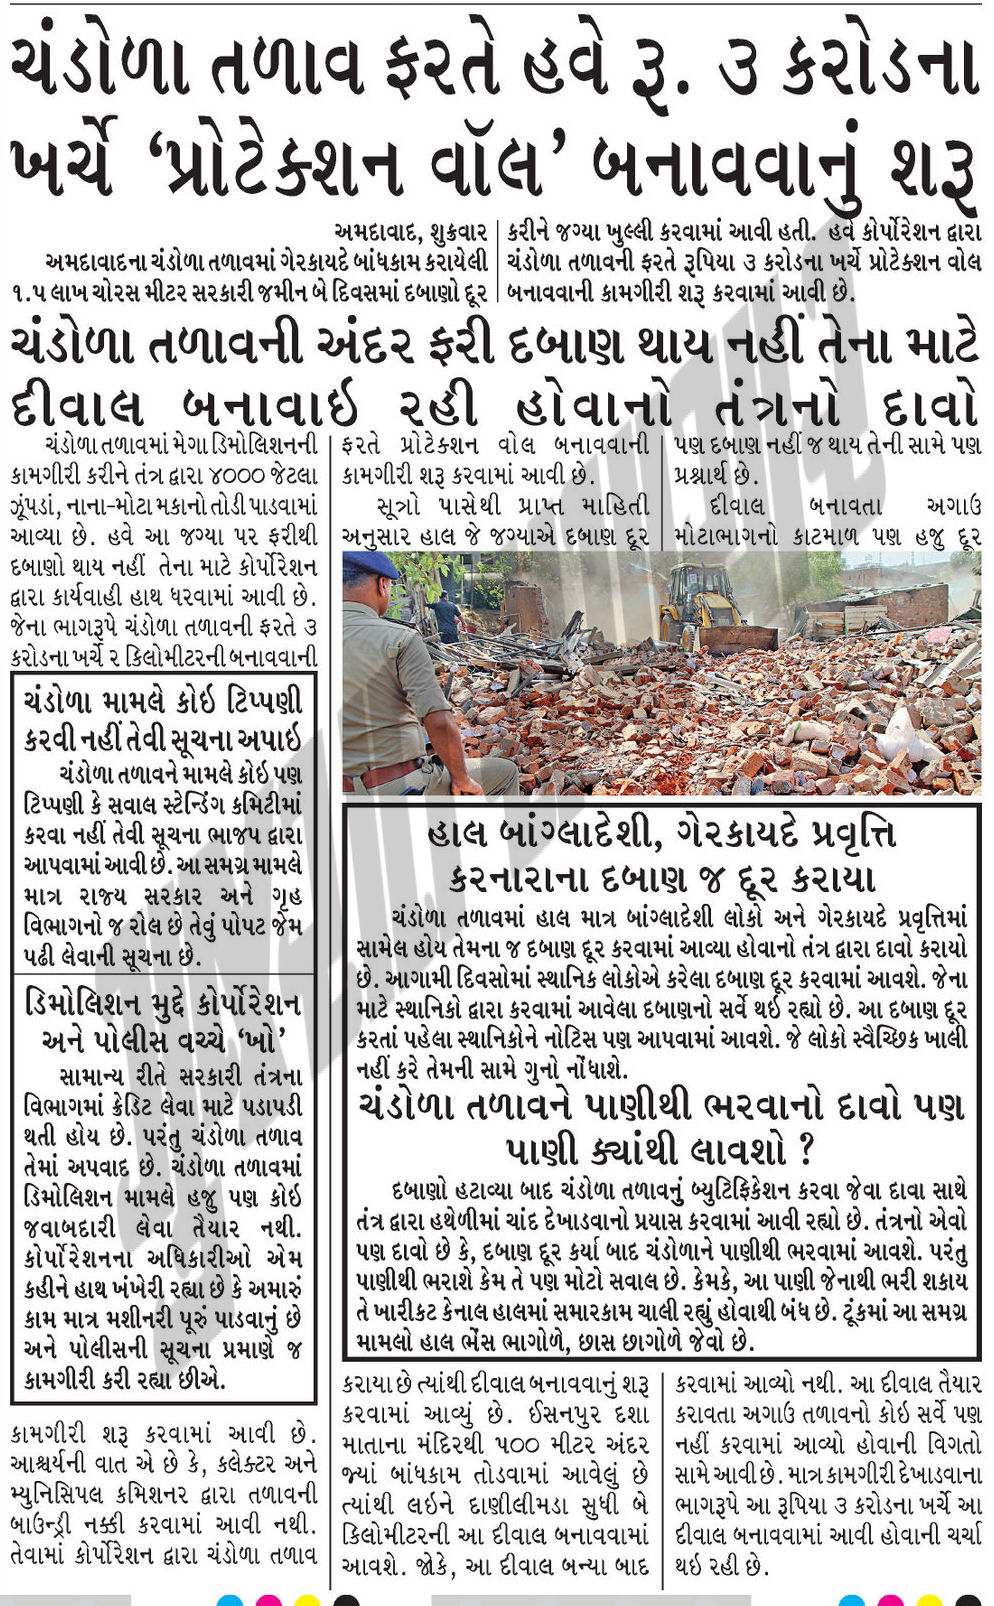 ચંડોળા તળાવ ફરતે હવે રૂ. ૩ કરોડના
ખર્ચે ‘પ્રોટેક્શન વૉલ’ બનાવવાનું શરૂ
અમદાવાદ, શુક્રવાર
અમદાવાદના ચંડોળા તળાવમાં ગેરકાયદે બાંધકામ કરાયેલી
૧.૫ લાખ ચોરસ મીટર સરકારી જમીન બે દિવસમાં દબાણો દૂર
કરીને જગ્યા ખુલ્લી કરવામાં આવી હતી. હવે કોર્પોરેશન દ્વારા
ચંડોળા તળાવની ફરતે રૂપિયા ૩ કરોડના ખર્ચે પ્રોટેક્શન વોલ
બનાવવાની કામગીરી શરૂ કરવામાં આવી છે.
ચંડોળા તળાવની અંદર ફરી દબાણ થાય નહીં તેના માટે
દીવાલ બનાવાઇ રહી હોવાનો તંત્રનો દાવો
ચંડોળા તળાવમાં મેગા ડિમોલિશનની
કામગીરી કરીને તંત્ર દ્વારા ૪૦૦૦ જેટલા
ઝૂંપડાં, નાના-મોટા મકાનો તોડી પાડવામાં
આવ્યા છે. હવે આ જગ્યા પર ફરીથી
દબાણો થાય નહીં તેના માટે કોર્પોરેશન
દ્વારા કાર્યવાહી હાથ ધરવામાં આવી છે.
જેના ભાગરૂપે ચંડોળા તળાવની ફરતે ૩
કરોડના ખર્ચે ૨ કિલોમીટરની બનાવવાની
કામગીરી શરૂ કરવામાં આવી છે.
આશ્ચર્યની વાત એ છે કે, કલેક્ટર અને
મ્યુનિસિપલ કમિશનર દ્વારા તળાવની
બાઉન્ડ્રી નક્કી કરવામાં આવી નથી.
તેવામાં કોર્પોરેશન દ્વારા ચંડોળા તળાવ
ફરતે પ્રોટેક્શન વોલ બનાવવાની
કામગીરી શરૂ કરવામાં આવી છે.
સૂત્રો પાસેથી પ્રાપ્ત માહિતી
અનુસાર હાલ જે જગ્યાએ દબાણ દૂર
કરાયા છે ત્યાંથી દીવાલ બનાવવાનું શરૂ
કરવામાં આવ્યું છે. ઈસનપુર દશા
માતાના મંદિરથી ૫૦૦ મીટર અંદર
જ્યાં બાંધકામ તોડવામાં આવેલું છે
ત્યાંથી લઇને દાણીલીમડા સુધી બે
કિલોમીટરની આ દીવાલ બનાવવામાં
આવશે. જોકે, આ દીવાલ બન્યા બાદ
પણ દબાણ નહીં જ થાય તેની સામે પણ
પ્રશ્નાર્થ છે.
દીવાલ બનાવતા અગાઉ
મોટાભાગનો કાટમાળ પણ હજુ દૂર
કરવામાં આવ્યો નથી. આ દીવાલ તૈયાર
કરાવતા અગાઉ તળાવનો કોઇ સર્વે પણ
નહીં કરવામાં આવ્યો હોવાની વિગતો
સામે આવી છે. માત્ર કામગીરી દેખાડવાના
ભાગરૂપે આ રૂપિયા ૩ કરોડના ખર્ચે આ
દીવાલ બનાવવામાં આવી હોવાની ચર્ચા
થઇ રહી છે.
ચંડોળા મામલે કોઇ ટિપ્પણી
કરવી નહીં તેવી સૂચના અપાઇ
ચંડોળા તળાવને મામલે કોઇ પણ
ટિપ્પણી કે સવાલ સ્ટેન્ડિંગ કમિટીમાં
કરવા નહીં તેવી સૂચના ભાજપ દ્વારા
આપવામાં આવી છે. આ સમગ્ર મામલે
માત્ર રાજ્ય સરકાર અને ગૃહ
વિભાગનો જ રોલ છે તેવું પોપટ જેમ
પઢી લેવાની સૂચના છે.
ડિમોલિશન મુદ્દે કોર્પોરેશન
અને પોલીસ વચ્ચે ‘ખો’
સામાન્ય રીતે સરકારી તંત્રના
વિભાગમાં ક્રેડિટ લેવા માટે પડાપડી
થતી હોય છે. પરંતુ ચંડોળા તળાવ
તેમાં અપવાદ છે. ચંડોળા તળાવમાં
ડિમોલિશન મામલે હજુ પણ કોઇ
જવાબદારી લેવા તૈયાર નથી.
કોર્પોરેશનના અધિકારીઓ એમ
કહીને હાથ ખંખેરી રહ્યા છે કે અમારું
કામ માત્ર મશીનરી પૂરું પાડવાનું છે
અને પોલીસની સૂચના પ્રમાણે જ
કામગીરી કરી રહ્યા છીએ.
હાલ બાંગ્લાદેશી, ગેરકાયદે પ્રવૃત્તિ
કરનારાના દબાણ જ દૂર કરાયા
ચંડોળા તળાવમાં હાલ માત્ર બાંગ્લાદેશી લોકો અને ગેરકાયદે પ્રવૃત્તિમાં
સામેલ હોય તેમના જ દબાણ દૂર કરવામાં આવ્યા હોવાનો તંત્ર દ્વારા દાવો કરાયો
છે. આગામી દિવસોમાં સ્થાનિક લોકોએ કરેલા દબાણ દૂર કરવામાં આવશે. જેના
માટે સ્થાનિકો દ્વારા કરવામાં આવેલા દબાણનો સર્વે થઇ રહ્યો છે. આ દબાણ દૂર
કરતાં પહેલા સ્થાનિકોને નોટિસ પણ આપવામાં આવશે. જે લોકો સ્વૈચ્છિક ખાલી
નહીં કરે તેમની સામે ગુનો નોંધાશે.
ચંડોળા તળાવને પાણીથી ભરવાનો દાવો પણ
પાણી ક્યાંથી લાવશો ?
દબાણો હટાવ્યા બાદ ચંડોળા તળાવનું બ્યુટિફિકેશન કરવા જેવા દાવા સાથે
તંત્ર દ્વારા હથેળીમાં ચાંદ દેખાડવાનો પ્રયાસ કરવામાં આવી રહ્યો છે. તંત્રનો એવો
પણ દાવો છે કે, દબાણ દૂર કર્યા બાદ ચંડોળાને પાણીથી ભરવામાં આવશે. પરંતુ
પાણીથી ભરાશે કેમ તે પણ મોટો સવાલ છે. કેમકે, આ પાણી જેનાથી ભરી શકાય
તે ખારીકટ કેનાલ હાલમાં સમારકામ ચાલી રહ્યું હોવાથી બંધ છે. ટૂંકમાં આ સમગ્ર
મામલો હાલ ભેંસ ભાગોળે, છાસ છાગોળે જેવો છે.